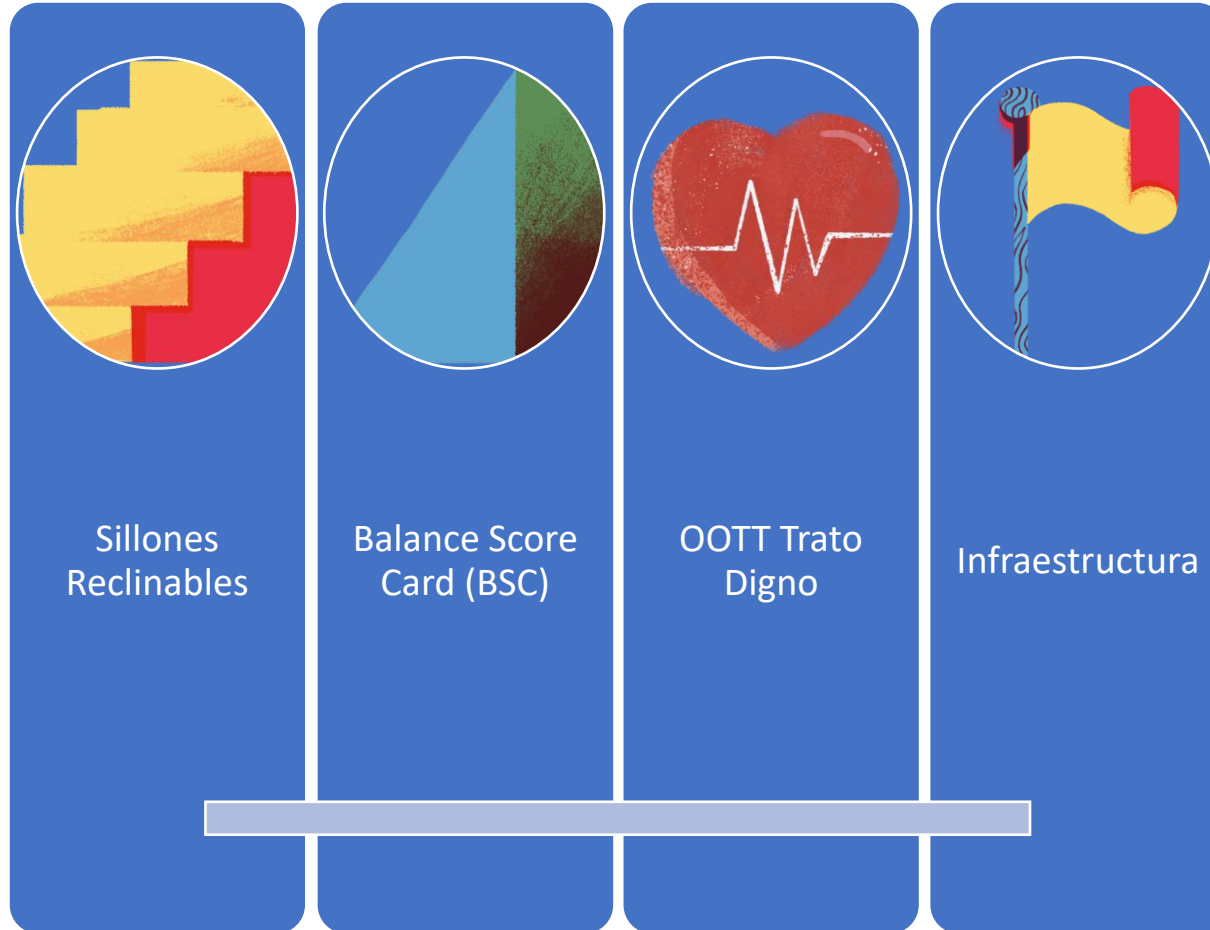 Sillones
Reclinables
Balance Score
Card (BSC)
OOTT Trato
Digno
Infraestructura